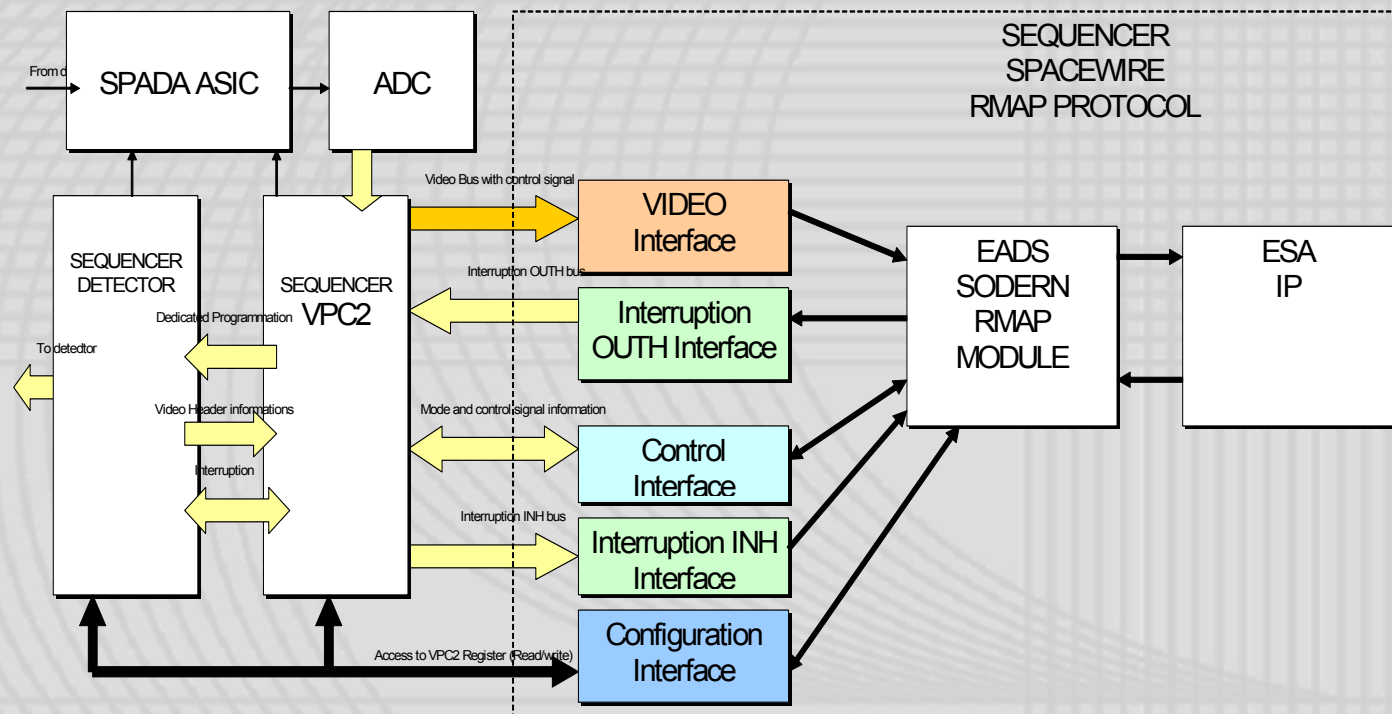 SEQUENCER
SPACEWIRE
RMAP PROTOCOL
From d
SPADA ASIC
ADC
Video Bus with control signal
VIDEO
Interface
SEQUENCER
DETECTOR
SEQUENCER
VPC2
Interruption OUTH bus
Interruption
OUTH Interface
EADS
SODERN
RMAP
MODULE
ESA
IP
Dedicated Programmation
To detedtor
Video Header informations
Mode and control signal information
Control
Interface
Interruption
Interruption INH bus
Interruption INH
Interface
Access to VPC2 Register (Read/write)
Configuration
Interface